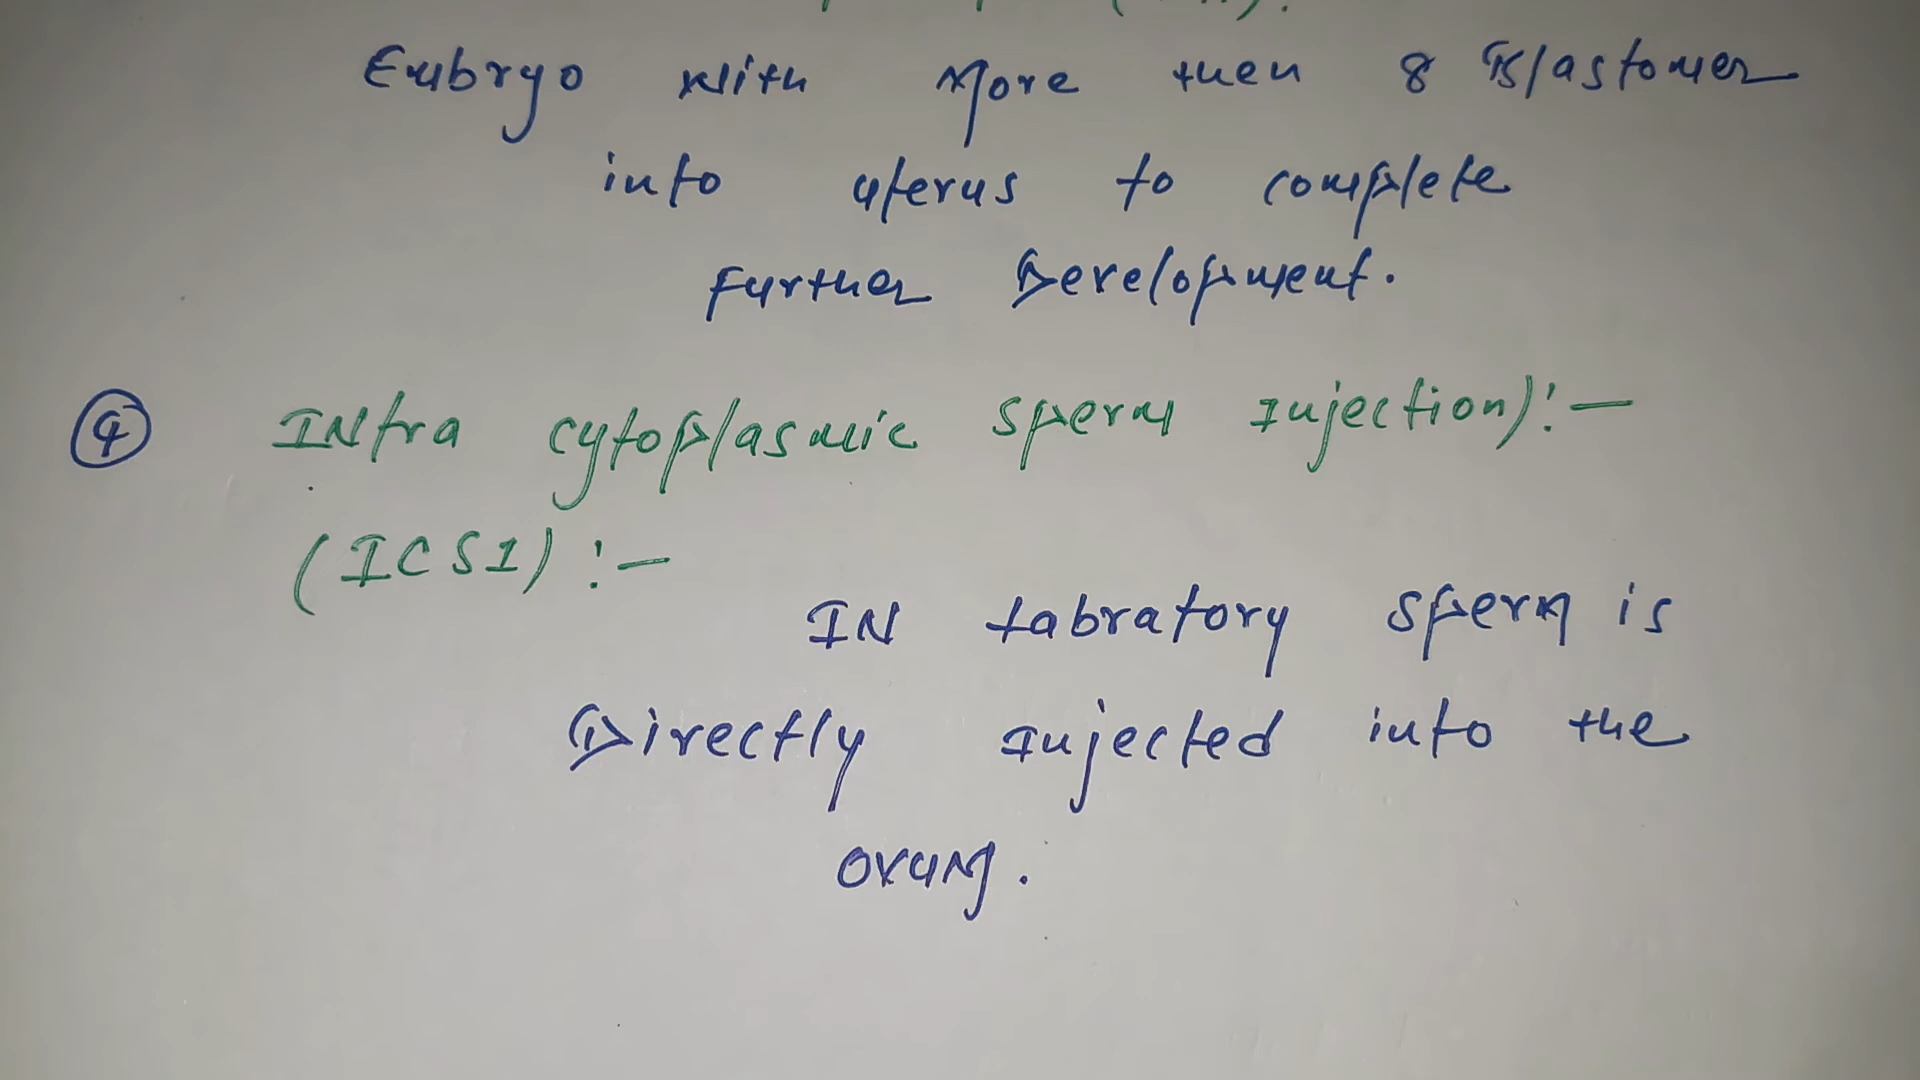 Embryo with More then 8 Blastomer
into uterus to complete
further Development.
4 INtra cytoplasmic sperm Injection):-
(ICSI) :-
IN Labratory sperm is
Directly Injected into the
ovum.